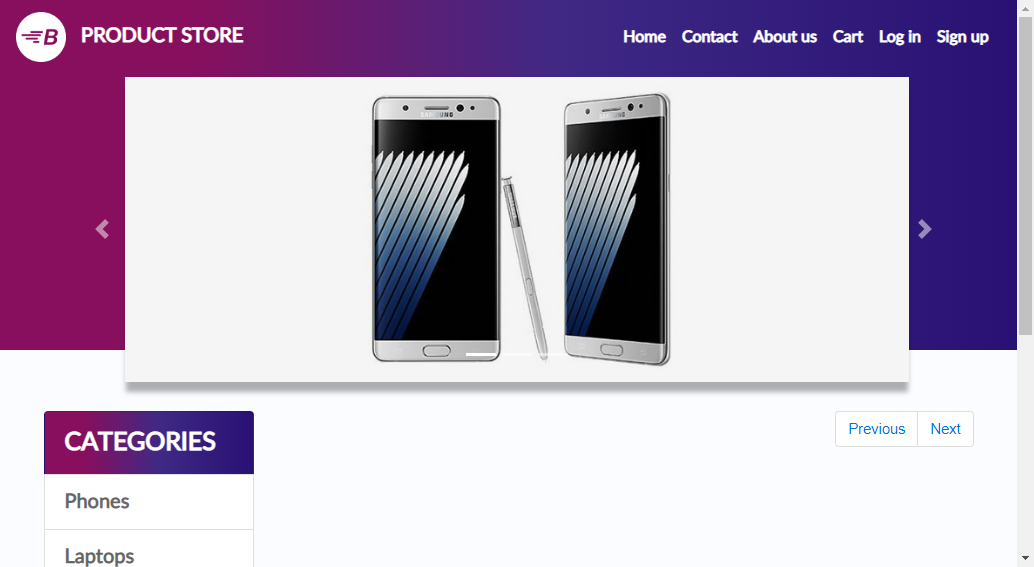 B PRODUCT STORE
Home Contact About us Cart Log in Sign up
SAMSUNG SAMSUNG
CATEGORIES
Previous Next
Phones
Laptops